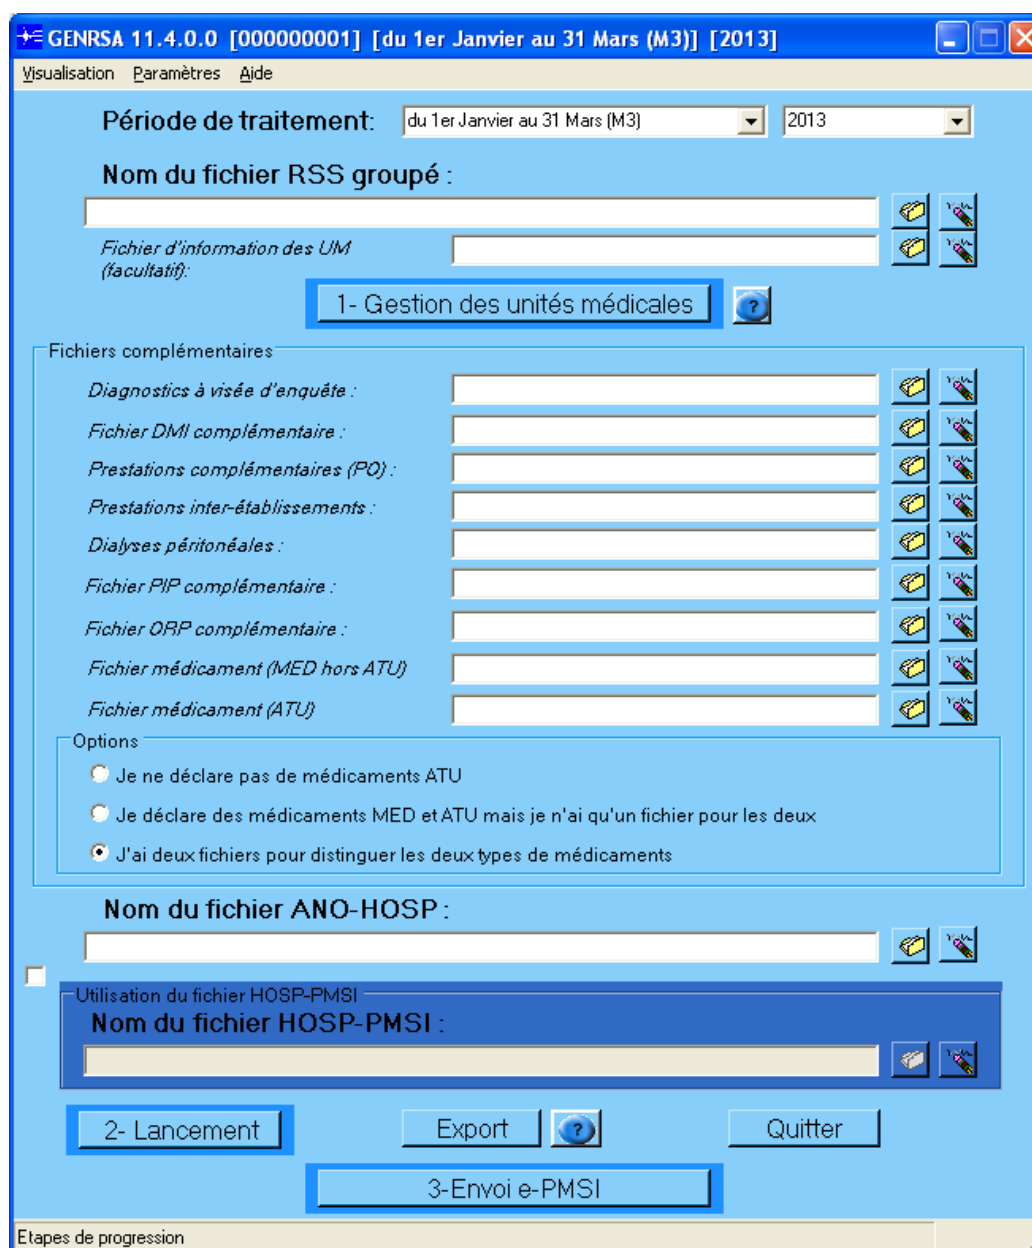 GENRSA 11.4.0.0 [000000001] [du 1er Janvier au 31 Mars (M3)] [2013]
Visualisation Paramètres Aide
Période de traitement: du 1er Janvier au 31 Mars (M3) 2013
Nom du fichier RSS groupé :
Fichier d'information des UM
(facultatif):
1- Gestion des unités médicales ?
Fichiers complémentaires
Diagnostics à visée d'enquête :
Fichier DMI complémentaire :
Prestations complémentaires (PO) :
Prestations inter-établissements :
Dialyses péritonéales :
Fichier PIP complémentaire :
Fichier ORP complémentaire :
Fichier médicament (MED hors ATU)
Fichier médicament (ATU)
Options
Je ne déclare pas de médicaments ATU
Je déclare des médicaments MED et ATU mais je n'ai qu'un fichier pour les deux
J'ai deux fichiers pour distinguer les deux types de médicaments
Nom du fichier ANO-HOSP :
Utilisation du fichier HOSP-PMSI
Nom du fichier HOSP-PMSI :
2- Lancement Export ? Quitter
3-Envoi e-PMSI
Etapes de progression